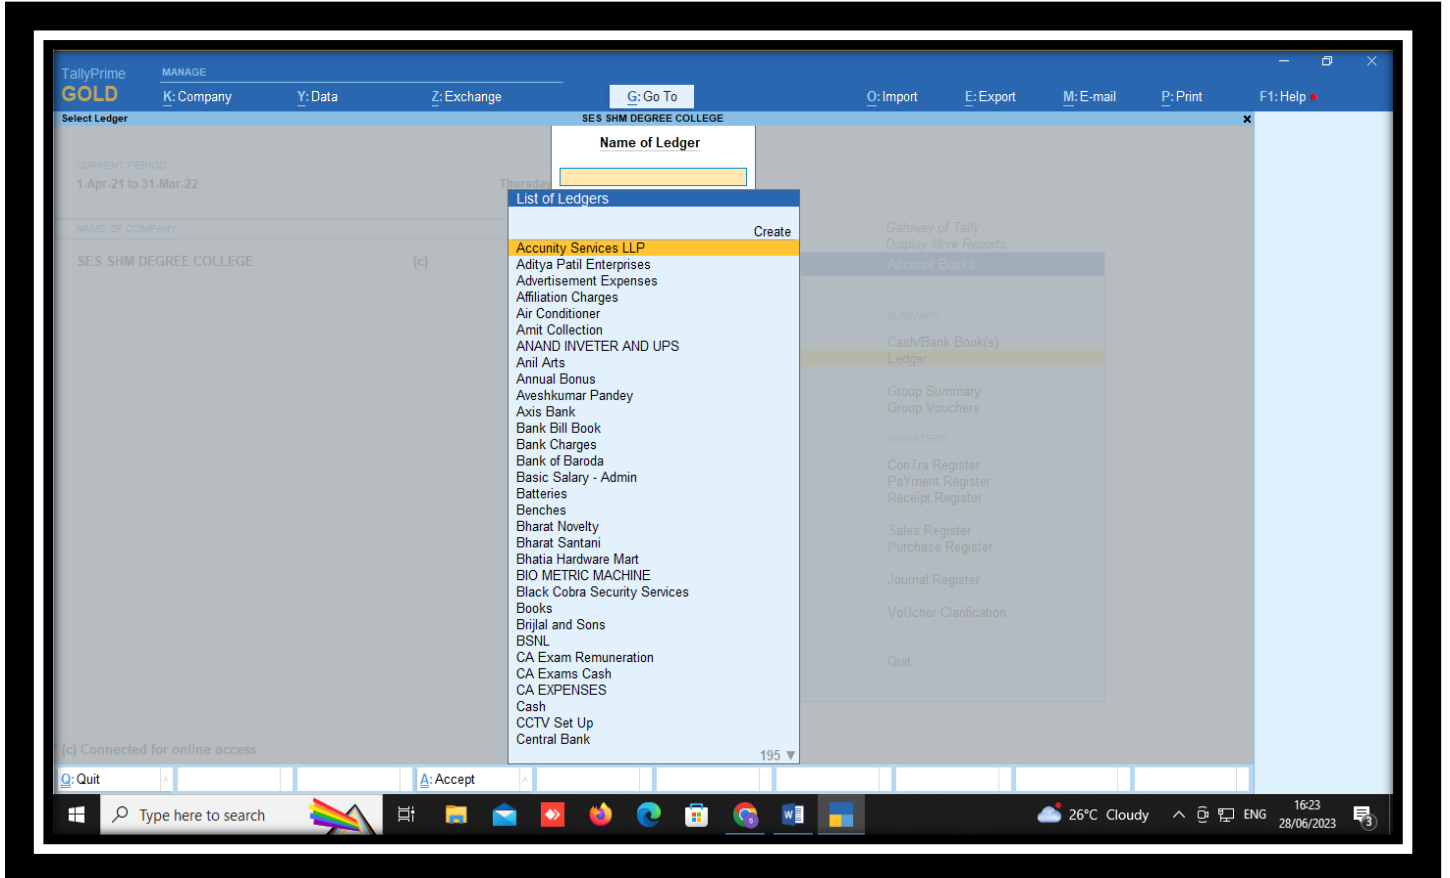 TallyPrime
GOLD
MANAGE
K: Company
Y: Data
Z: Exchange
G: Go To
O: Import
E: Export
M: E-mail
P: Print
F1: Help
Select Ledger
SES SHM DEGREE COLLEGE
Name of Ledger
CURRENT PERIOD
1-Apr-21 to 31-Mar-22
Thursday
NAME OF COMPANY
SES SHM DEGREE COLLEGE (c)
List of Ledgers
Create
Accunity Services LLP
Aditya Patil Enterprises
Advertisement Expenses
Affiliation Charges
Air Conditioner
Amit Collection
ANAND INVETER AND UPS
Anil Arts
Annual Bonus
Aveshkumar Pandey
Axis Bank
Bank Bill Book
Bank Charges
Bank of Baroda
Basic Salary - Admin
Batteries
Benches
Bharat Novelty
Bharat Santani
Bhatia Hardware Mart
BIO METRIC MACHINE
Black Cobra Security Services
Books
Brijlal and Sons
BSNL
CA Exam Remuneration
CA Exams Cash
CA EXPENSES
Cash
CCTV Set Up
Central Bank
195
Gateway of Tally
Display More Reports
Account Books
SUMMARY
Cash/Bank Book(s)
Ledger
Group Summary
Group Vouchers
REGISTERS
ConTra Register
PaYment Register
Receipt Register
Sales Register
Purchase Register
Journal Register
VoUcher Clarification
Quit
(c) Connected for online access
Q: Quit
A: Accept
Type here to search
26°C Cloudy
ENG
16:23
28/06/2023
3